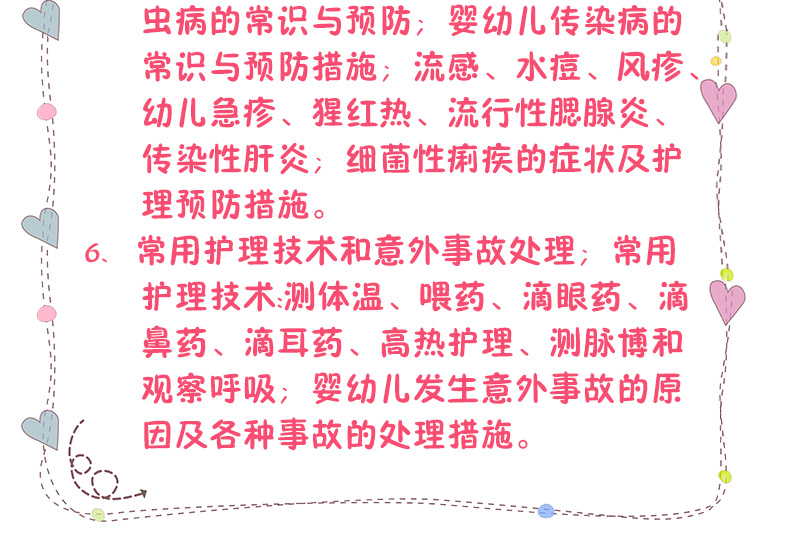 虫病的常识与预防；婴幼儿传染病的
常识与预防措施；流感、水痘、风疹、
幼儿急疹、猩红热、流行性腮腺炎、
传染性肝炎；细菌性痢疾的症状及护
理预防措施。
6、常用护理技术和意外事故处理；常用
护理技术:测体温、喂药、滴眼药、滴
鼻药、滴耳药、高热护理、测脉博和
观察呼吸；婴幼儿发生意外事故的原
因及各种事故的处理措施。